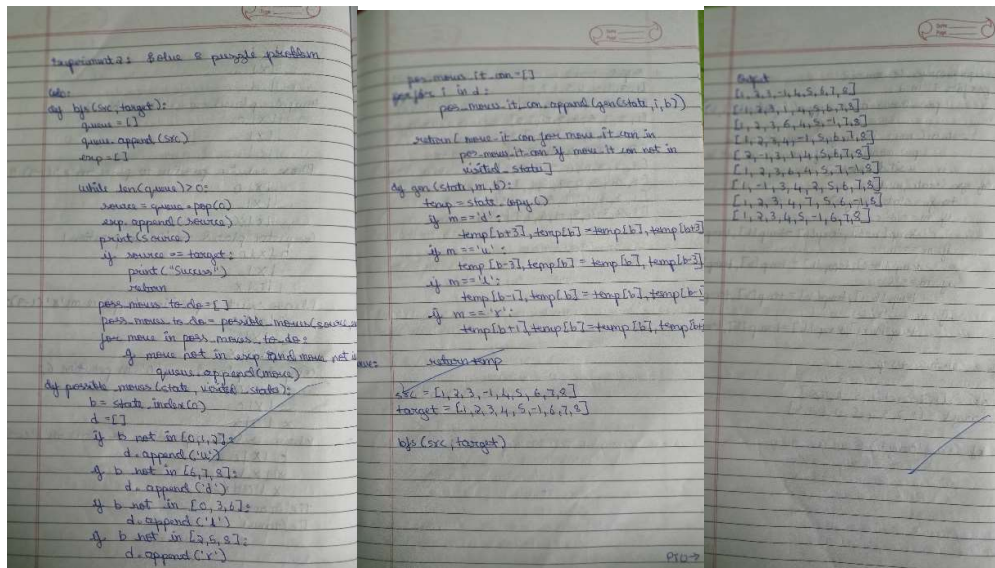 Experiment 2: Solve 8 puzzle problem
Code:
def bfs(src, target):
queue = []
queue.append(src)
exp = []
while len(queue)>0:
source = queue.pop(0)
exp.append(source)
print(source)
if source == target:
print("Success")
return
poss_moves_to_do = []
poss_moves_to_do = possible_moves(source,
for move in poss_moves_to_do:
if move not in exp and move not in
queue.append(move)
def possible_moves(state, visited_states):
b = state.index(0)
d = []
if b not in [0,1,2]:
d.append('u')
if b not in [6,7,8]:
d.append('d')
if b not in [0,3,6]:
d.append('l')
if b not in [2,5,8]:
d.append('r')
pos_moves_it_can = []
for i in d:
pos_moves_it_can.append(gen(state,i,b))
return [move_it_can for move_it_can in
pos_moves_it_can if move_it_can not in
visited_states]
def gen(state,m,b):
temp = state.copy()
if m=='d':
temp[b+3], temp[b] = temp[b], temp[b+3]
if m=='u':
temp[b-3], temp[b] = temp[b], temp[b-3]
if m=='l':
temp[b-1], temp[b] = temp[b], temp[b-1]
if m=='r':
temp[b+1], temp[b] = temp[b], temp[b+
return temp
src = [1,2,3,-1,4,5,6,7,8]
target = [1,2,3,4,5,-1,6,7,8]
bfs(src, target)
PTO→
Output
[1,2,3,-1,4,5,6,7,8]
[-1,2,3,1,4,5,6,7,8]
[1,2,3,6,4,5,-1,7,8]
[1,2,3,4,-1,5,6,7,8]
[2,-1,3,1,4,5,6,7,8]
[1,2,3,6,4,5,7,-1,8]
[1,-1,3,4,2,5,6,7,8]
[1,2,3,4,7,5,6,-1,8]
[1,2,3,4,5,-1,6,7,8]